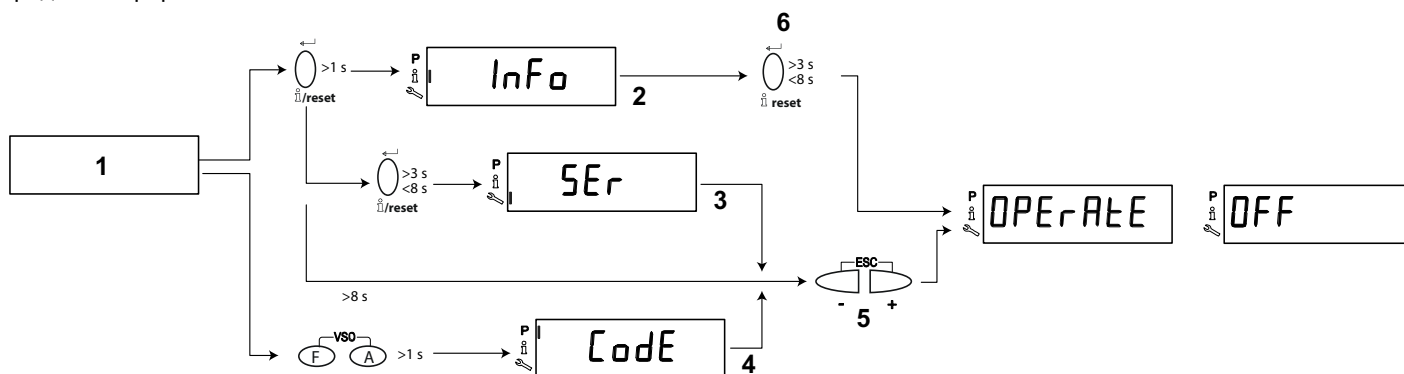 6
>1 s
i/reset
P
i
InFo
2
>3 s
<8 s
i reset
1
>3 s
<8 s
i/reset
P
i
SEr
3
P
i
OPErAtE
P
i
OFF
>8 s
ESC
- +
5
VSO
F A
>1 s
P
i
CodE
4